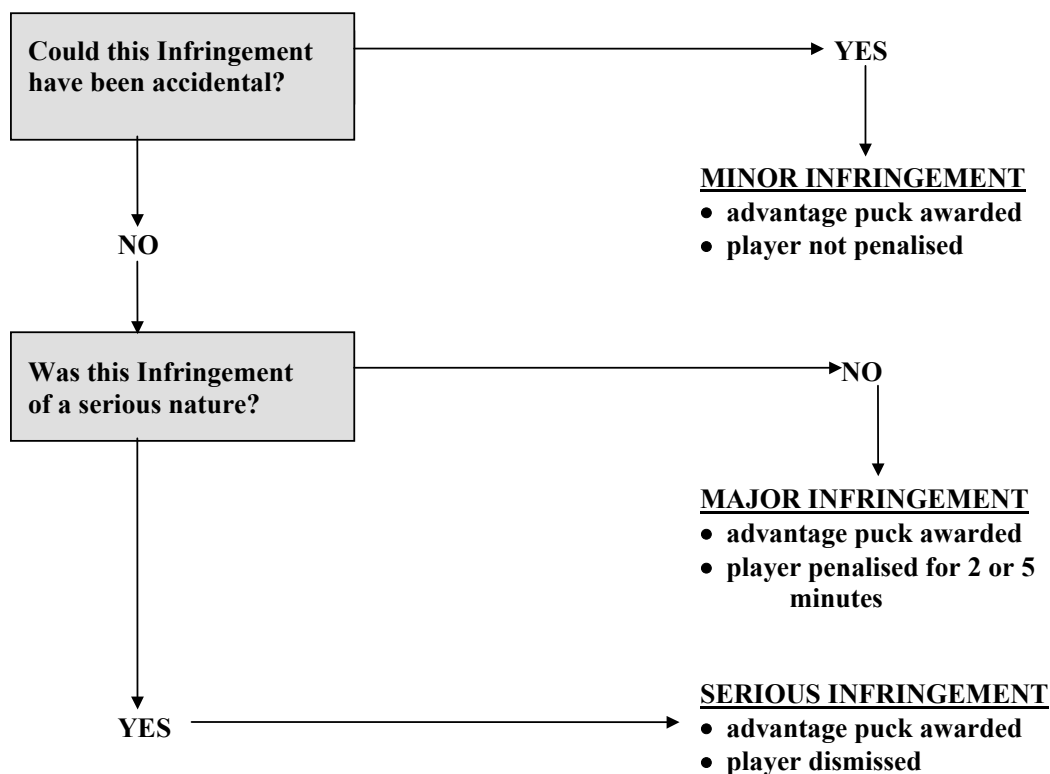 Could this Infringement
have been accidental?
YES
MINOR INFRINGEMENT
• advantage puck awarded
• player not penalised
NO
Was this Infringement
of a serious nature?
NO
MAJOR INFRINGEMENT
• advantage puck awarded
• player penalised for 2 or 5
minutes
YES
SERIOUS INFRINGEMENT
• advantage puck awarded
• player dismissed